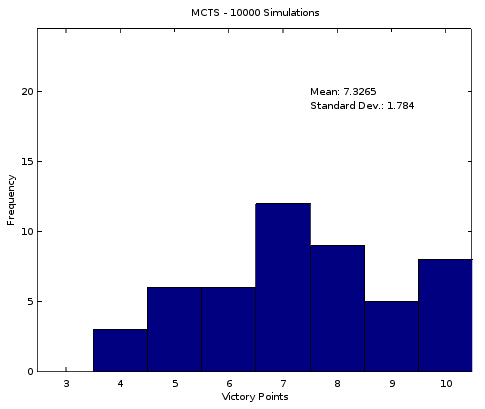 MCTS - 10000 Simulations
Mean: 7.3265
Standard Dev.: 1.784
Frequency
20
15
10
5
0
3 4 5 6 7 8 9 10
Victory Points